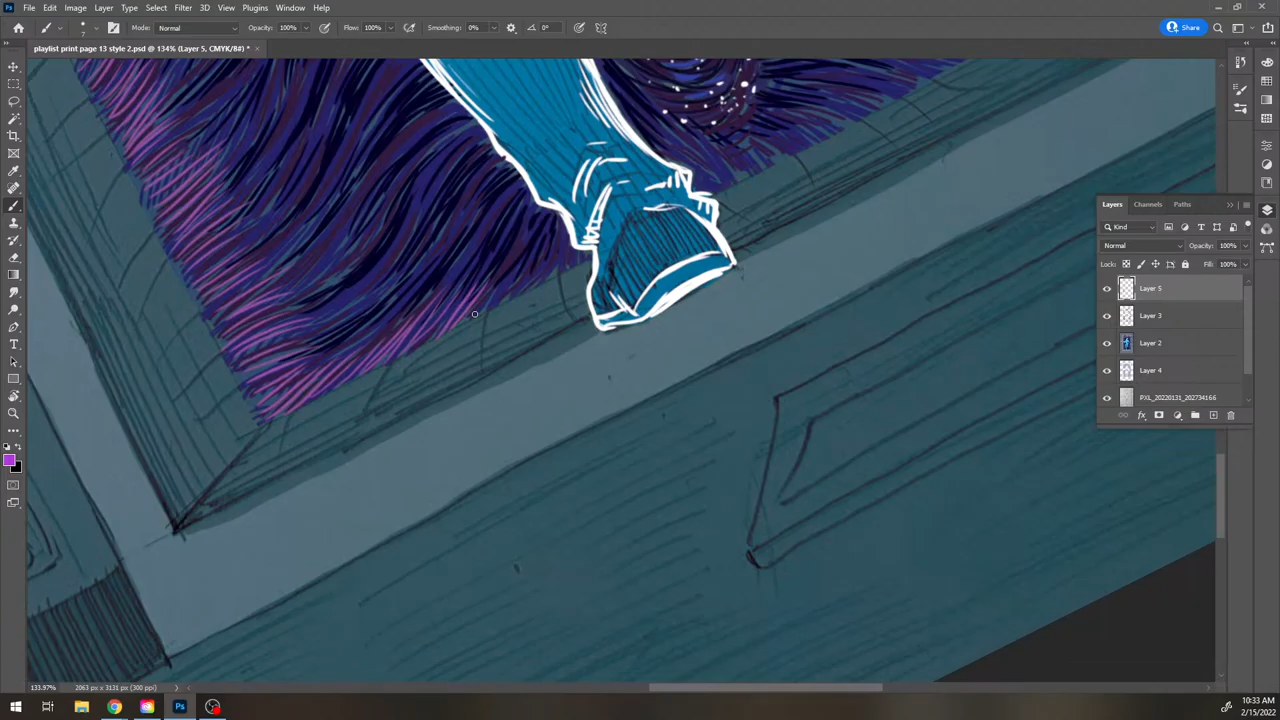 File Edit Image Layer Type Select Filter 3D View Plugins Window Help
7 Mode: Normal Opacity: 100% Flow: 100% Smoothing: 0% 0° Share
playlist print page 13 style 2.psd @ 134% (Layer 5, CMYK/8#) *
Layers Channels Paths
Kind
Normal Opacity: 100%
Lock: Fill: 100%
Layer 5
Layer 3
Layer 2
Layer 4
PXL_20220131_202734166
133.97% 2063 px x 3131 px (300 ppi)
10:33 AM
2/15/2022